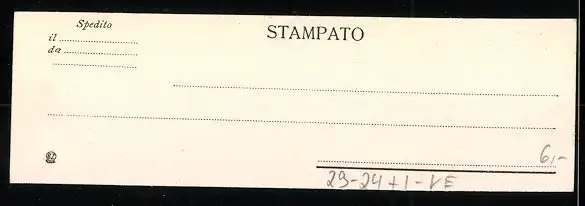 Spedito
il
da
STAMPATO
6,-
29-24+1-VE